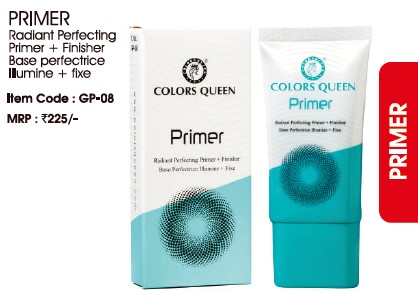 PRIMER
Radiant Perfecting
Primer + Finisher
Base perfectrice
Illumine + fixe
Item Code : GP-08
MRP : ₹225/-
COLORS QUEEN
Primer
Radiant Perfecting Primer + Finisher
Base Perfectrice Illumine + Fixe
COLORS QUEEN
Primer
Radiant Perfecting Primer + Finisher
Base Perfectrice Illumine + Fixe
PRIMER